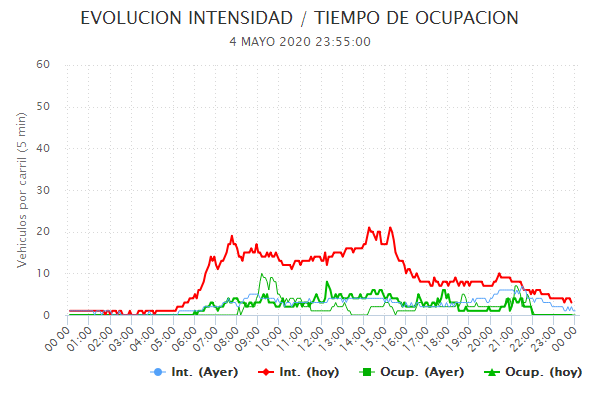 EVOLUCION INTENSIDAD / TIEMPO DE OCUPACION
4 MAYO 2020 23:55:00
Vehiculos por carril (5 min)
60
50
40
30
20
10
0
00:00 01:00 02:00 03:00 04:00 05:00 06:00 07:00 08:00 09:00 10:00 11:00 12:00 13:00 14:00 15:00 16:00 17:00 18:00 19:00 20:00 21:00 22:00 23:00 00:00
Int. (Ayer) Int. (hoy) Ocup. (Ayer) Ocup. (hoy)